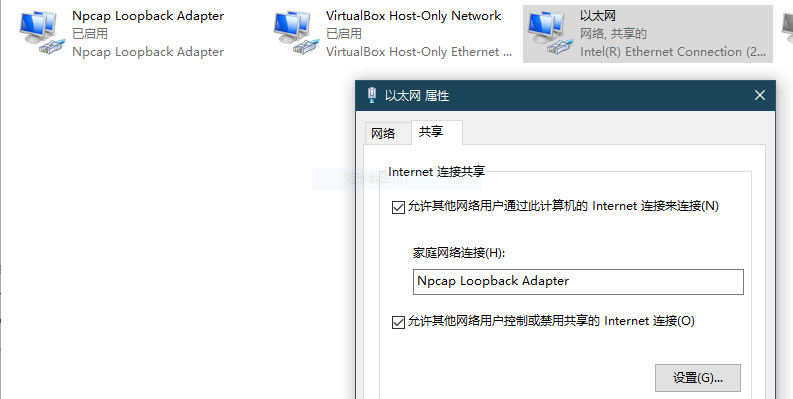 Npcap Loopback Adapter
已启用
Npcap Loopback Adapter
VirtualBox Host-Only Network
已启用
VirtualBox Host-Only Ethernet ...
以太网
网络, 共享的
Intel(R) Ethernet Connection (2...
以太网 属性
网络
共享
Internet 连接共享
允许其他网络用户通过此计算机的 Internet 连接来连接(N)
家庭网络连接(H):
Npcap Loopback Adapter
允许其他网络用户控制或禁用共享的 Internet 连接(O)
设置(G)...